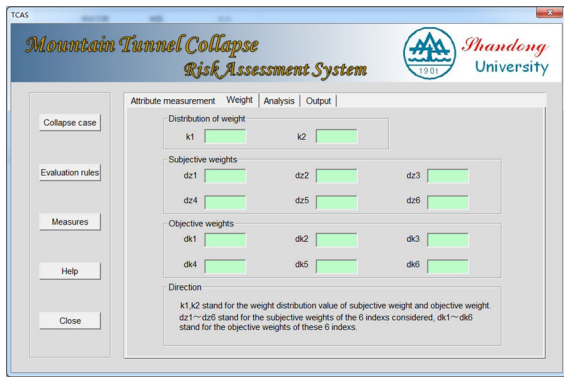 TCAS
Mountain Tunnel Collapse
Risk Assessment System
1901
Shandong
University
Attribute measurement Weight Analysis Output
Collapse case
Evaluation rules
Measures
Help
Close
Distribution of weight
k1 k2
Subjective weights
dz1 dz2 dz3
dz4 dz5 dz6
Objective weights
dk1 dk2 dk3
dk4 dk5 dk6
Direction
k1,k2 stand for the weight distribution value of subjective weight and objective weight.
dz1～dz6 stand for the subjective weights of the 6 indexs considered, dk1～dk6
stand for the objective weights of these 6 indexs.